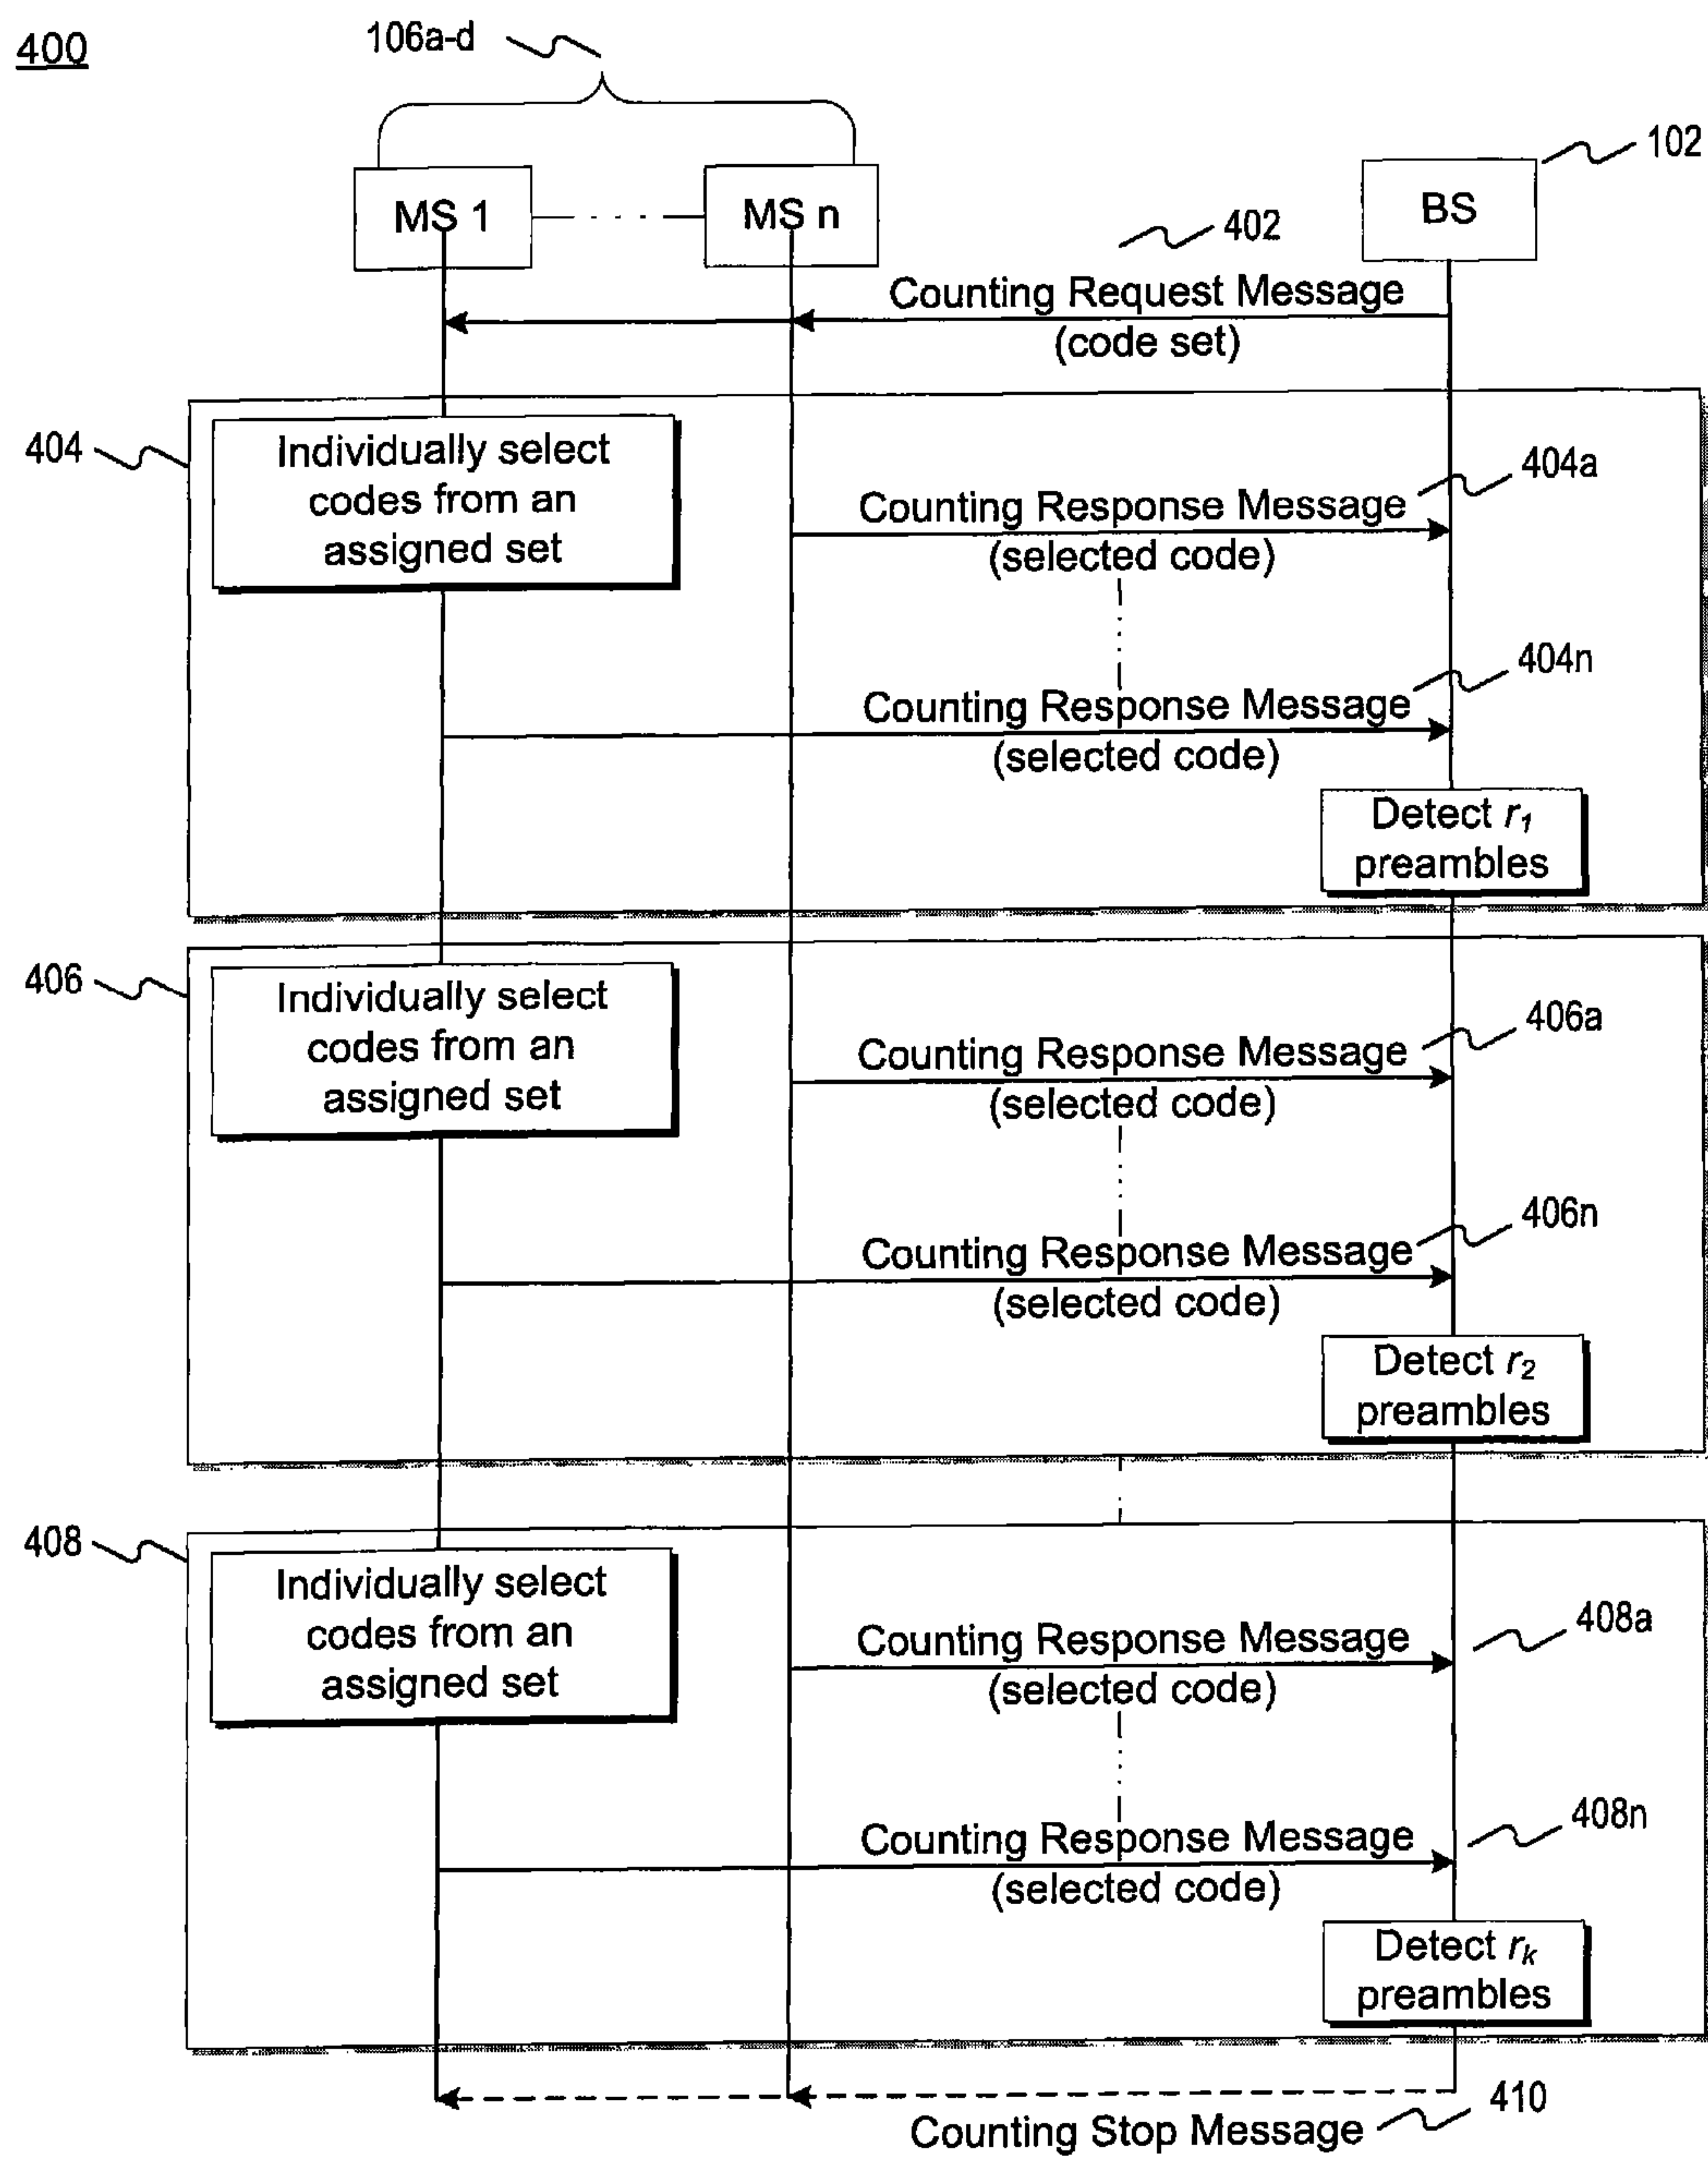 400
106a-d
102
MS 1
MS n
BS
402
Counting Request Message
(code set)
404
Individually select
codes from an
assigned set
404a
Counting Response Message
(selected code)
404n
Counting Response Message
(selected code)
Detect r1
preambles
406
Individually select
codes from an
assigned set
406a
Counting Response Message
(selected code)
406n
Counting Response Message
(selected code)
Detect r2
preambles
408
Individually select
codes from an
assigned set
408a
Counting Response Message
(selected code)
408n
Counting Response Message
(selected code)
Detect rk
preambles
410
Counting Stop Message